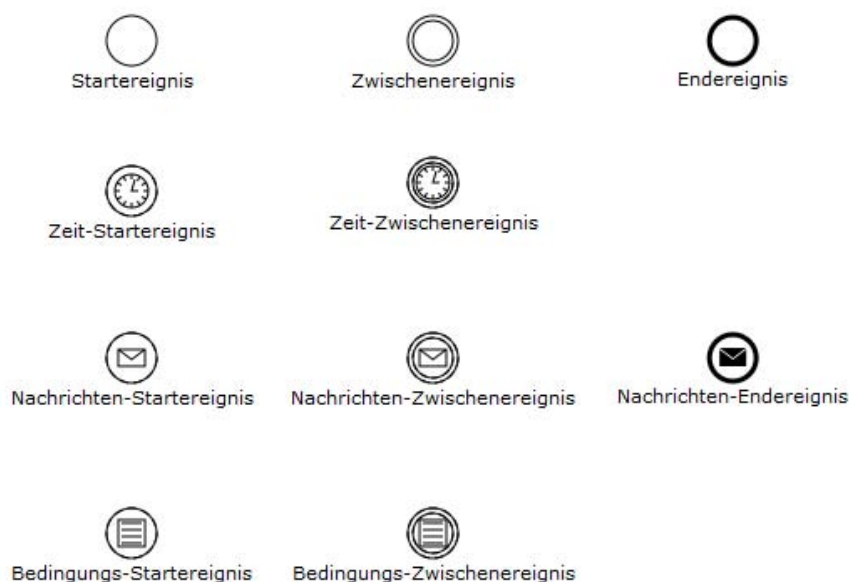 Startereignis
Zwischenereignis
Endereignis
Zeit-Startereignis
Zeit-Zwischenereignis
Nachrichten-Startereignis
Nachrichten-Zwischenereignis
Nachrichten-Endereignis
Bedingungs-Startereignis
Bedingungs-Zwischenereignis